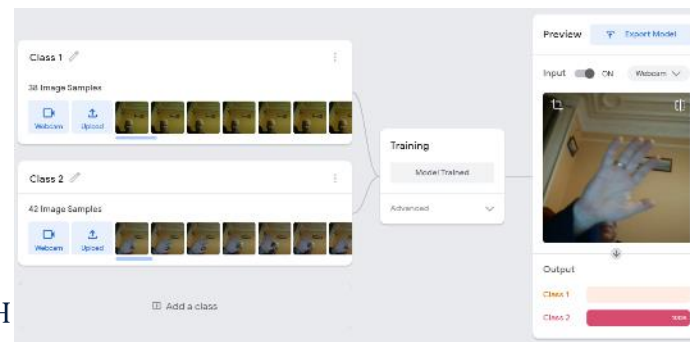 Class 1
38 Image Samples
Webcam
Upload
Class 2
42 Image Samples
Webcam
Upload
Add a class
Training
Model Trained
Advanced
Preview
Export Model
Input
ON
Webcam
Output
Class 1
Class 2
100%
H